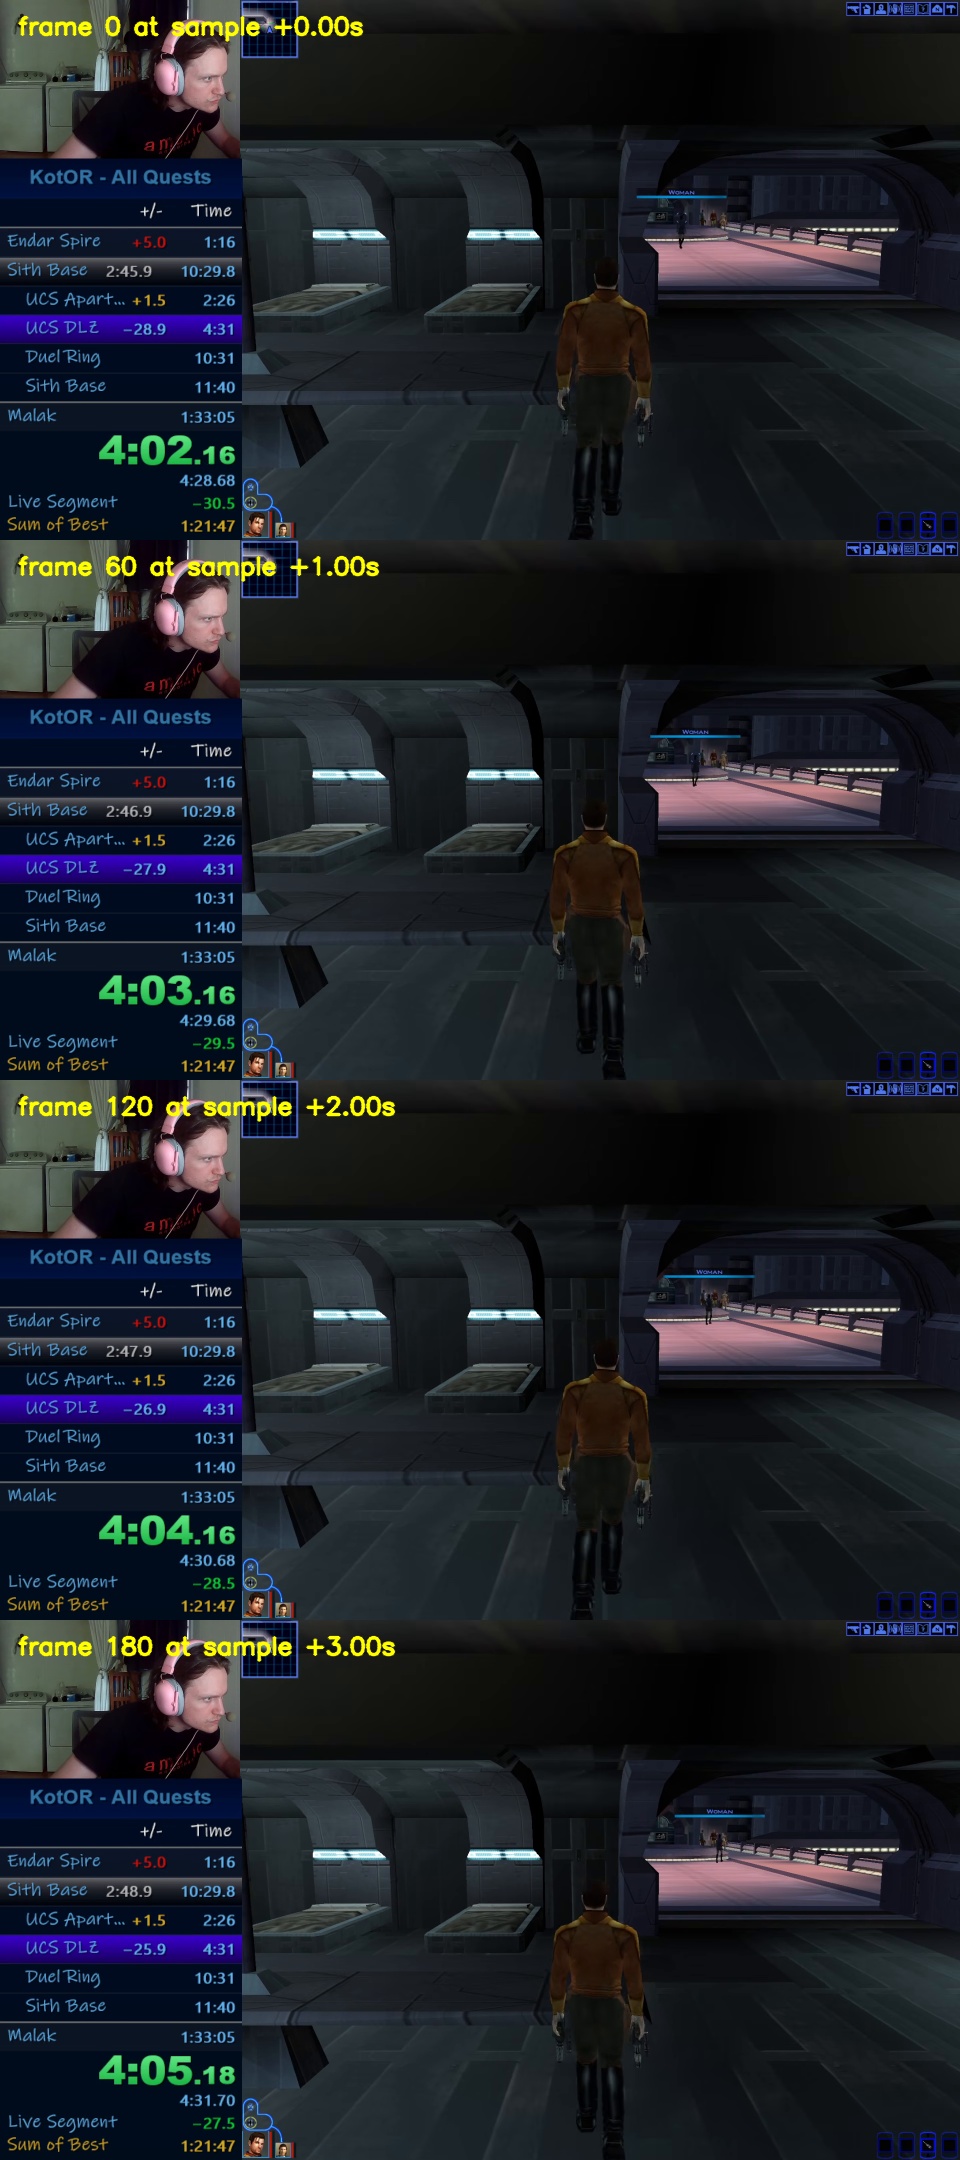 frame 0 at sample +0.00s
KotOR - All Quests
+/- Time
Endar Spire +5.0 1:16
Sith Base 2:45.9 10:29.8
UCS Apart... +1.5 2:26
UCS DLZ -28.9 4:31
Duel Ring 10:31
Sith Base 11:40
Malak 1:33:05
4:02.16
4:28.68
Live Segment -30.5
Sum of Best 1:21:47
WOMAN
frame 60 at sample +1.00s
KotOR - All Quests
+/- Time
Endar Spire +5.0 1:16
Sith Base 2:46.9 10:29.8
UCS Apart... +1.5 2:26
UCS DLZ -27.9 4:31
Duel Ring 10:31
Sith Base 11:40
Malak 1:33:05
4:03.16
4:29.68
Live Segment -29.5
Sum of Best 1:21:47
WOMAN
frame 120 at sample +2.00s
KotOR - All Quests
+/- Time
Endar Spire +5.0 1:16
Sith Base 2:47.9 10:29.8
UCS Apart... +1.5 2:26
UCS DLZ -26.9 4:31
Duel Ring 10:31
Sith Base 11:40
Malak 1:33:05
4:04.16
4:30.68
Live Segment -28.5
Sum of Best 1:21:47
WOMAN
frame 180 at sample +3.00s
KotOR - All Quests
+/- Time
Endar Spire +5.0 1:16
Sith Base 2:48.9 10:29.8
UCS Apart... +1.5 2:26
UCS DLZ -25.9 4:31
Duel Ring 10:31
Sith Base 11:40
Malak 1:33:05
4:05.18
4:31.70
Live Segment -27.5
Sum of Best 1:21:47
WOMAN